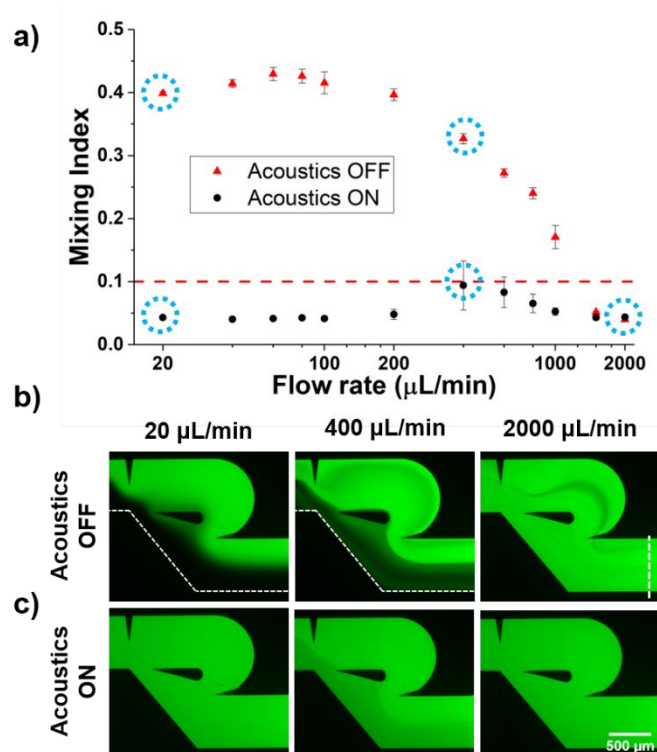 a)
0.5
0.4
0.3
0.2
0.1
0.0
Mixing Index
Acoustics OFF
Acoustics ON
20
100
200
1000
2000
Flow rate (μL/min)
b)
20 μL/min
400 μL/min
2000 μL/min
Acoustics
OFF
c)
Acoustics
ON
500 μm